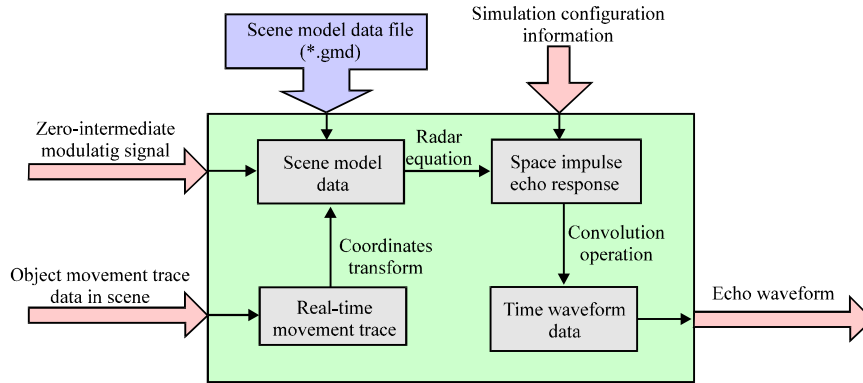 Scene model data file
(*.gmd)
Simulation configuration
information
Zero-intermediate
modulatig signal
Scene model
data
Radar
equation
Space impulse
echo response
Coordinates
transform
Convolution
operation
Object movement trace
data in scene
Real-time
movement trace
Time waveform
data
Echo waveform